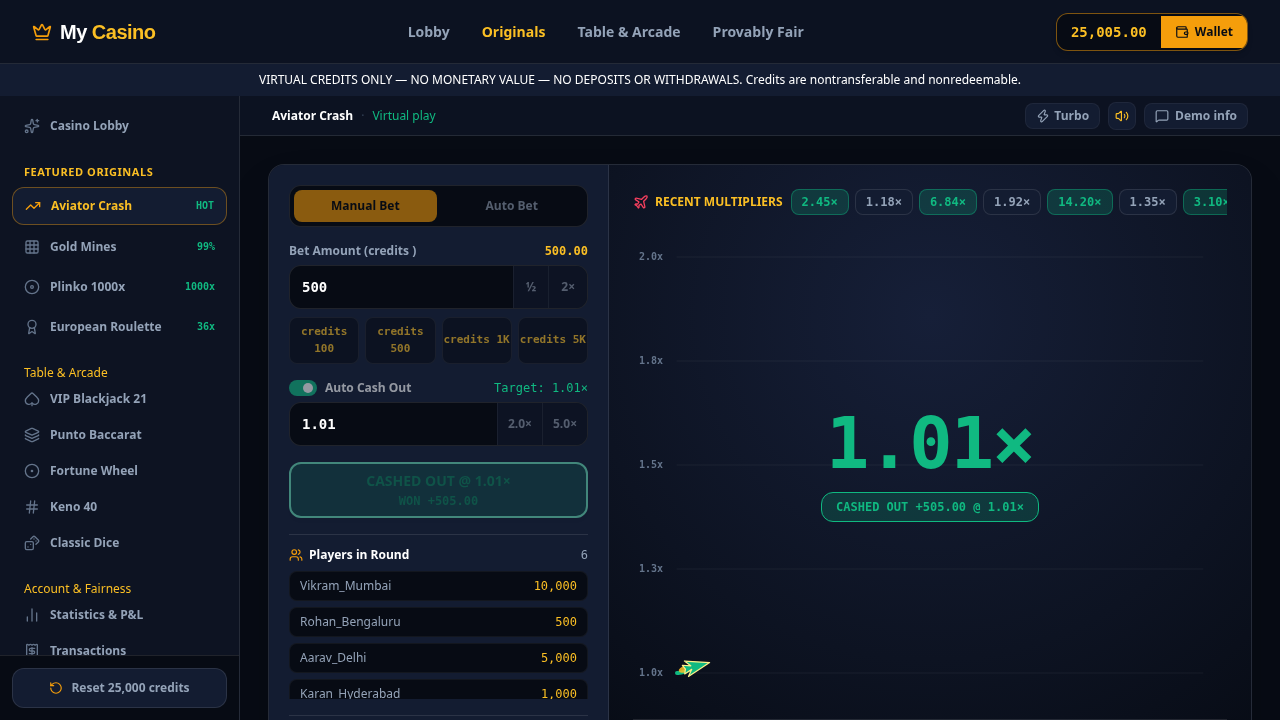 My Casino
Lobby
Originals
Table & Arcade
Provably Fair
25,005.00
Wallet
VIRTUAL CREDITS ONLY — NO MONETARY VALUE — NO DEPOSITS OR WITHDRAWALS. Credits are nontransferable and nonredeemable.
Casino Lobby
FEATURED ORIGINALS
Aviator Crash HOT
Gold Mines 99%
Plinko 1000x 1000x
European Roulette 36x
Table & Arcade
VIP Blackjack 21
Punto Baccarat
Fortune Wheel
Keno 40
Classic Dice
Account & Fairness
Statistics & P&L
Transactions
Reset 25,000 credits
Aviator Crash · Virtual play
Turbo
Demo info
Manual Bet
Auto Bet
Bet Amount (credits ) 500.00
500 ½ 2×
credits 100
credits 500
credits 1K
credits 5K
Auto Cash Out Target: 1.01×
1.01 2.0× 5.0×
CASHED OUT @ 1.01×
WON +505.00
Players in Round 6
Vikram_Mumbai 10,000
Rohan_Bengaluru 500
Aarav_Delhi 5,000
Karan_Hyderabad 1,000
RECENT MULTIPLIERS 2.45× 1.18× 6.84× 1.92× 14.20× 1.35× 3.10×
2.0x
1.8x
1.5x
1.3x
1.0x
1.01×
CASHED OUT +505.00 @ 1.01×